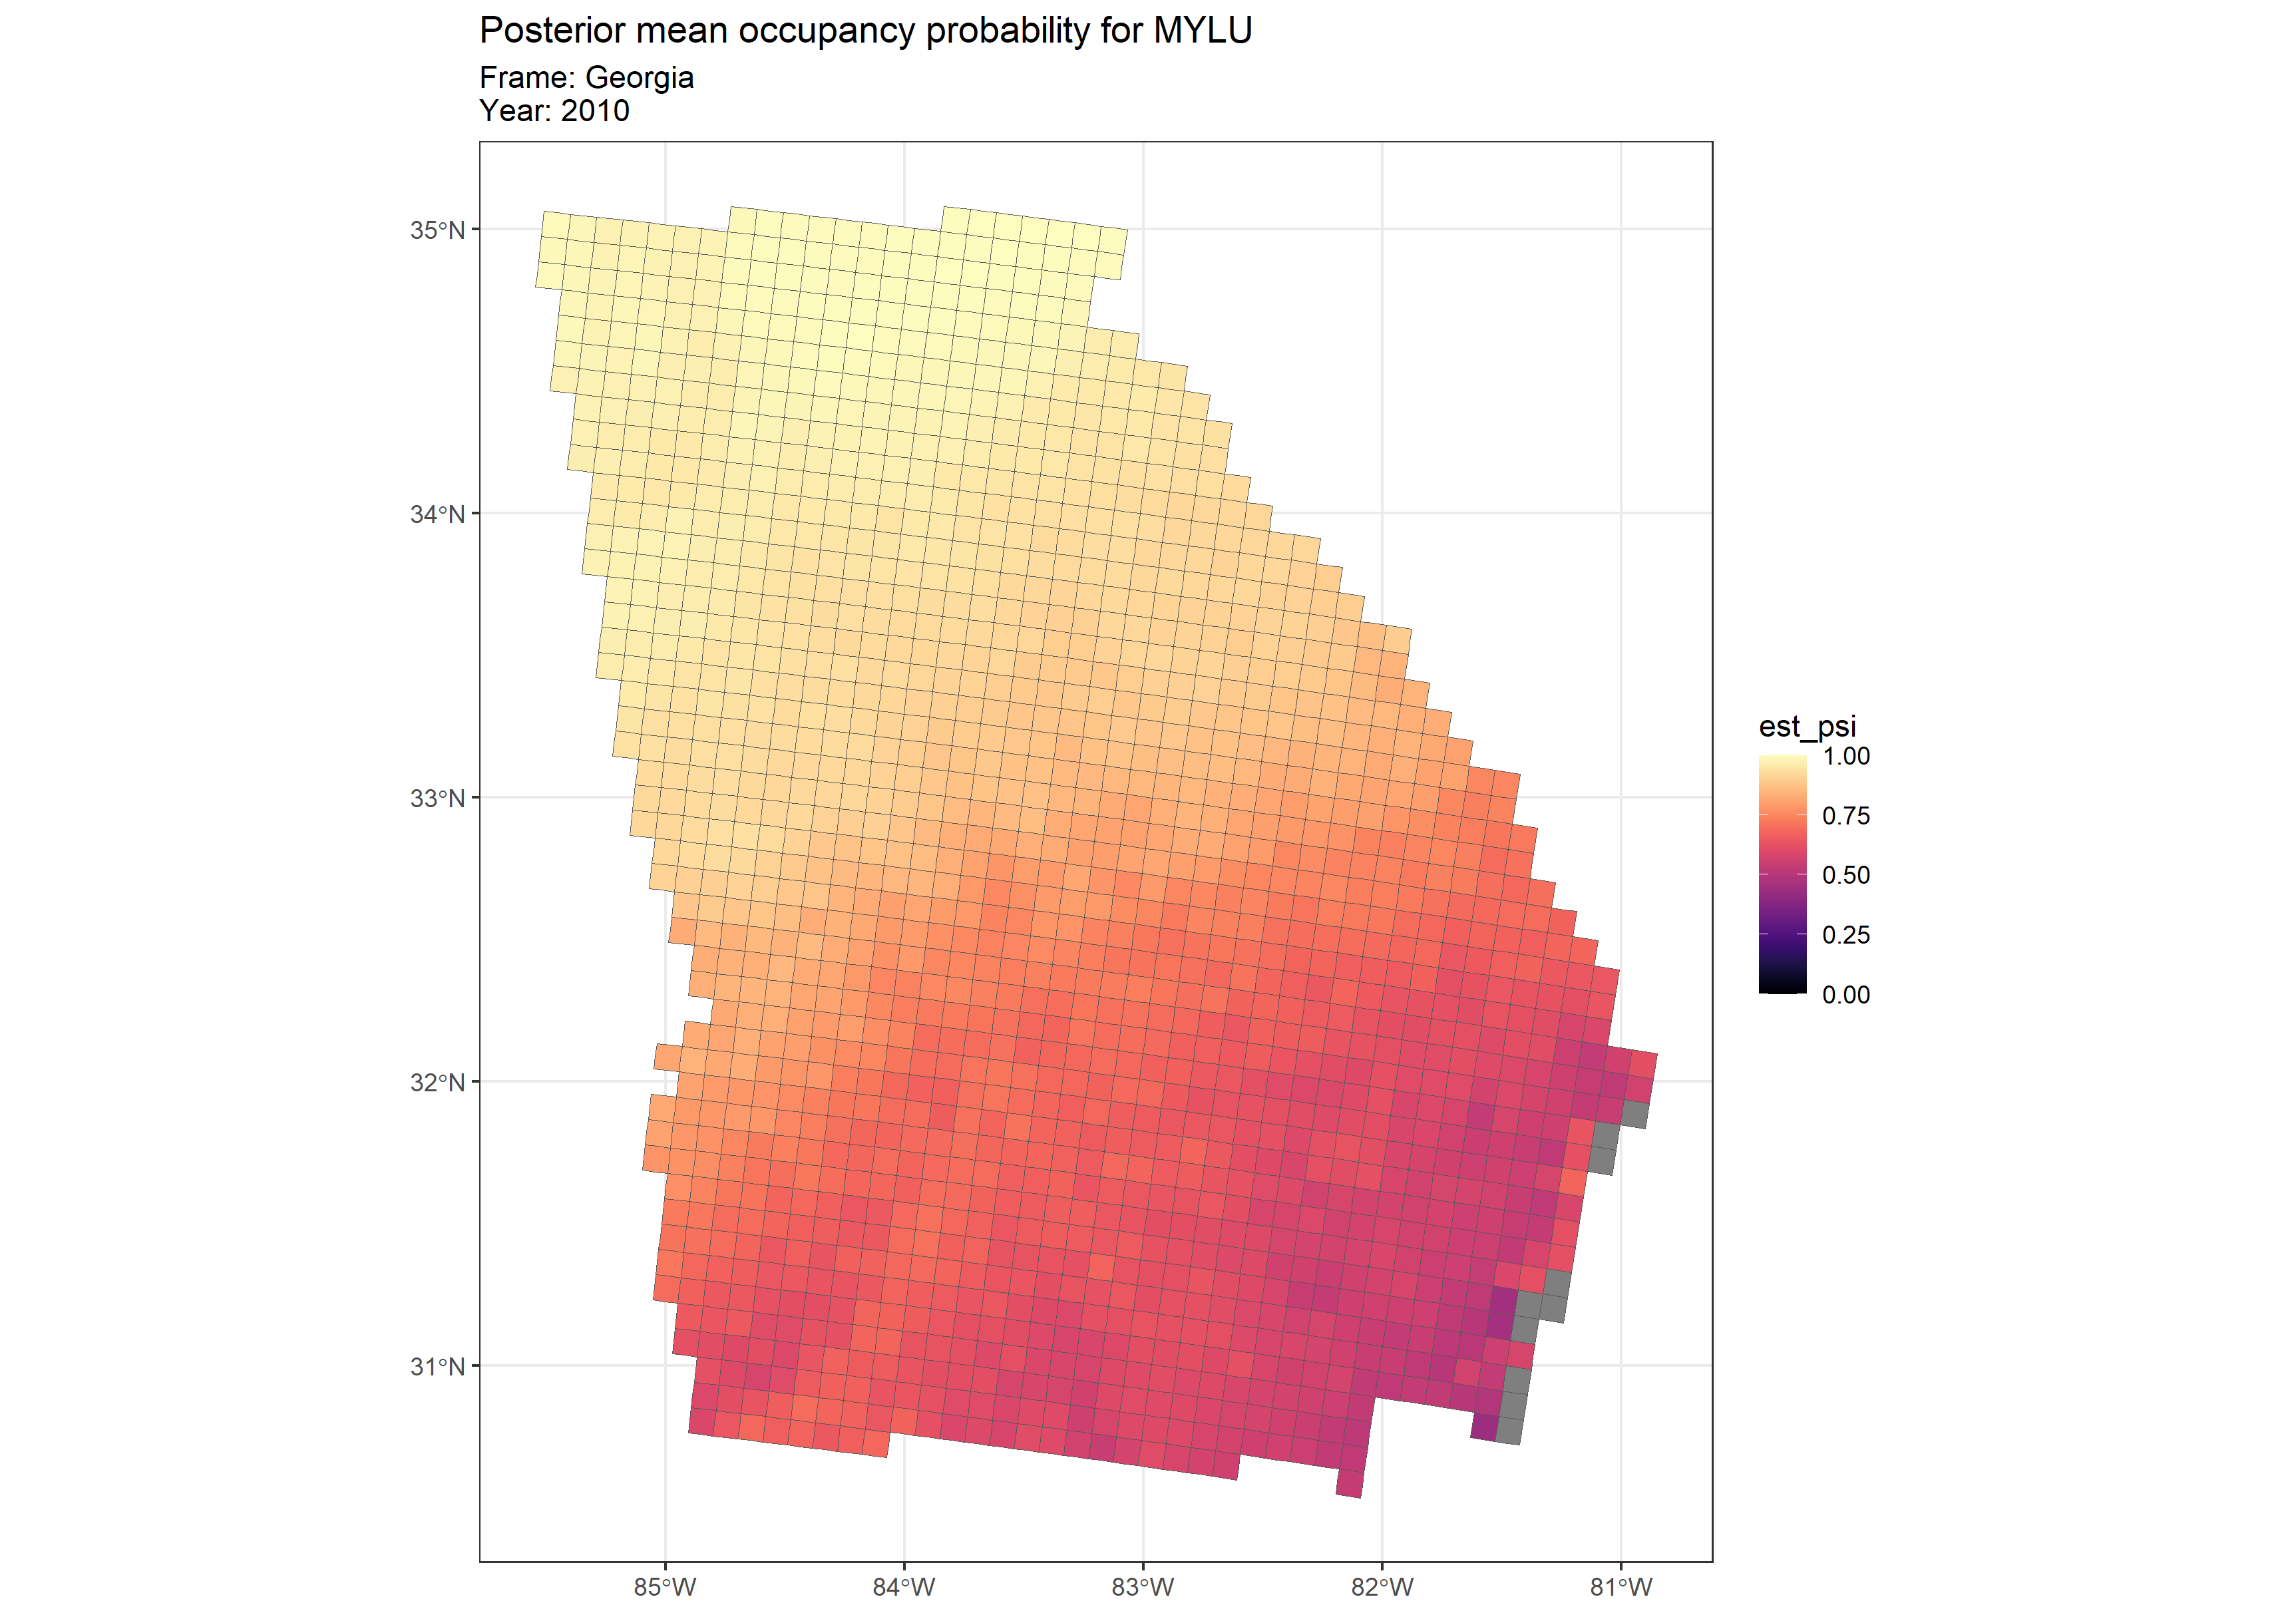 Posterior mean occupancy probability for MYLU
Frame: Georgia
Year: 2010
35°N
34°N
33°N
32°N
31°N
85°W
84°W
83°W
82°W
81°W
est_psi
1.00
0.75
0.50
0.25
0.00